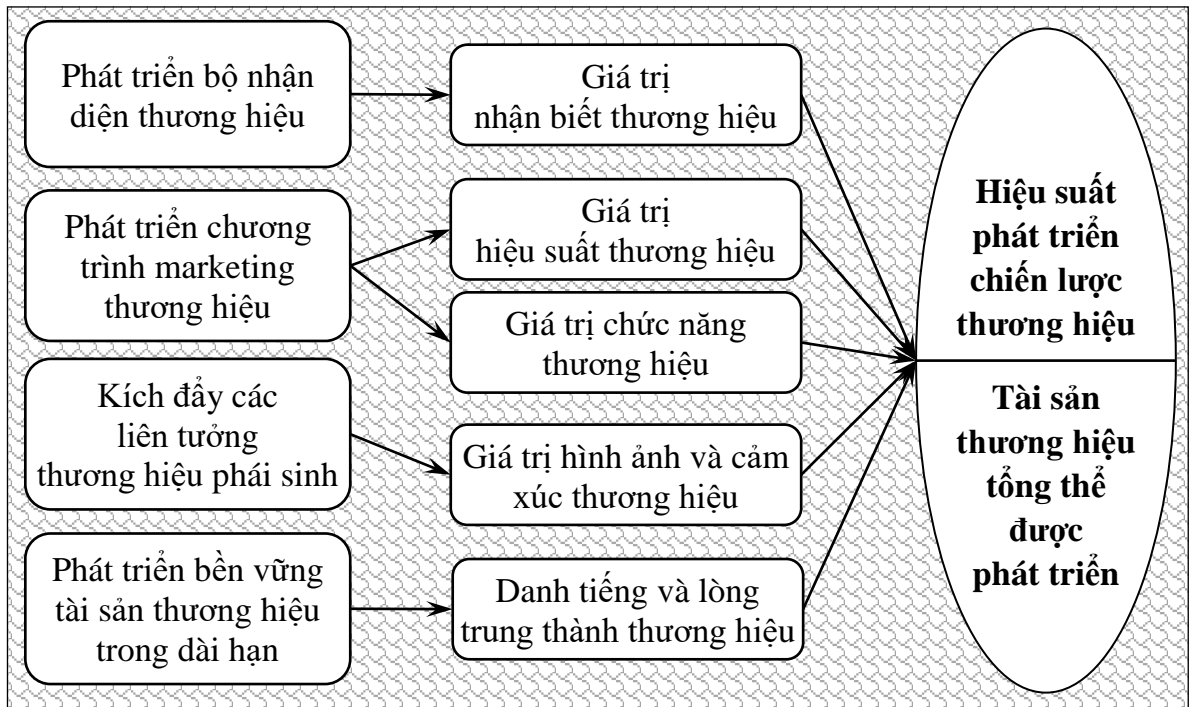 Phát triển bộ nhận
diện thương hiệu
Phát triển chương
trình marketing
thương hiệu
Kích đẩy các
liên tưởng
thương hiệu phái sinh
Phát triển bền vững
tài sản thương hiệu
trong dài hạn
Giá trị
nhận biết thương hiệu
Giá trị
hiệu suất thương hiệu
Giá trị chức năng
thương hiệu
Giá trị hình ảnh và cảm
xúc thương hiệu
Danh tiếng và lòng
trung thành thương hiệu
Hiệu suất
phát triển
chiến lược
thương hiệu
Tài sản
thương hiệu
tổng thể
được
phát triển